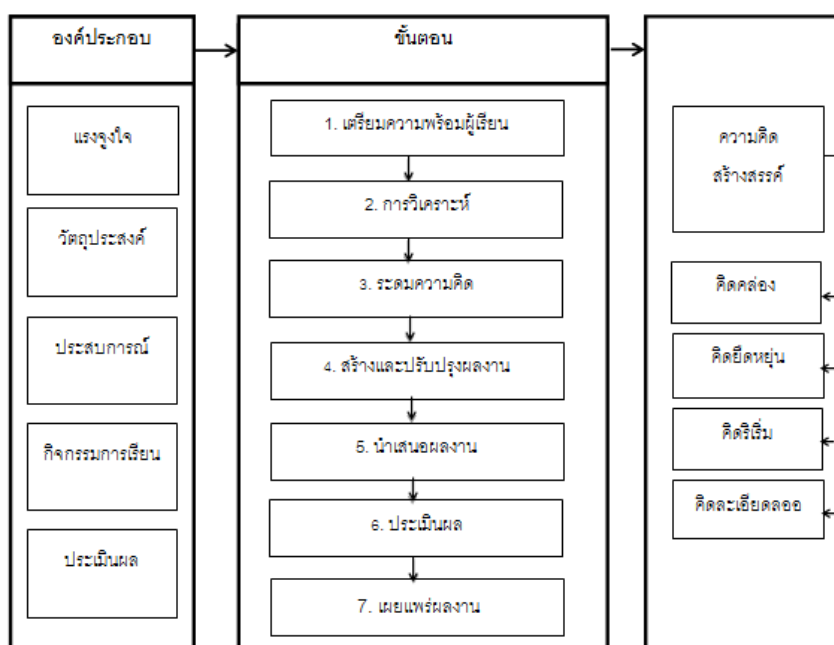 องค์ประกอบ
แรงจูงใจ
วัตถุประสงค์
ประสบการณ์
กิจกรรมการเรียน
ประเมินผล
ขั้นตอน
1. เตรียมความพร้อมผู้เรียน
2. การวิเคราะห์
3. ระดมความคิด
4. สร้างและปรับปรุงผลงาน
5. นำเสนอผลงาน
6. ประเมินผล
7. เผยแพร่ผลงาน
ความคิด
สร้างสรรค์
คิดคล่อง
คิดยืดหยุ่น
คิดริเริ่ม
คิดละเอียดลออ